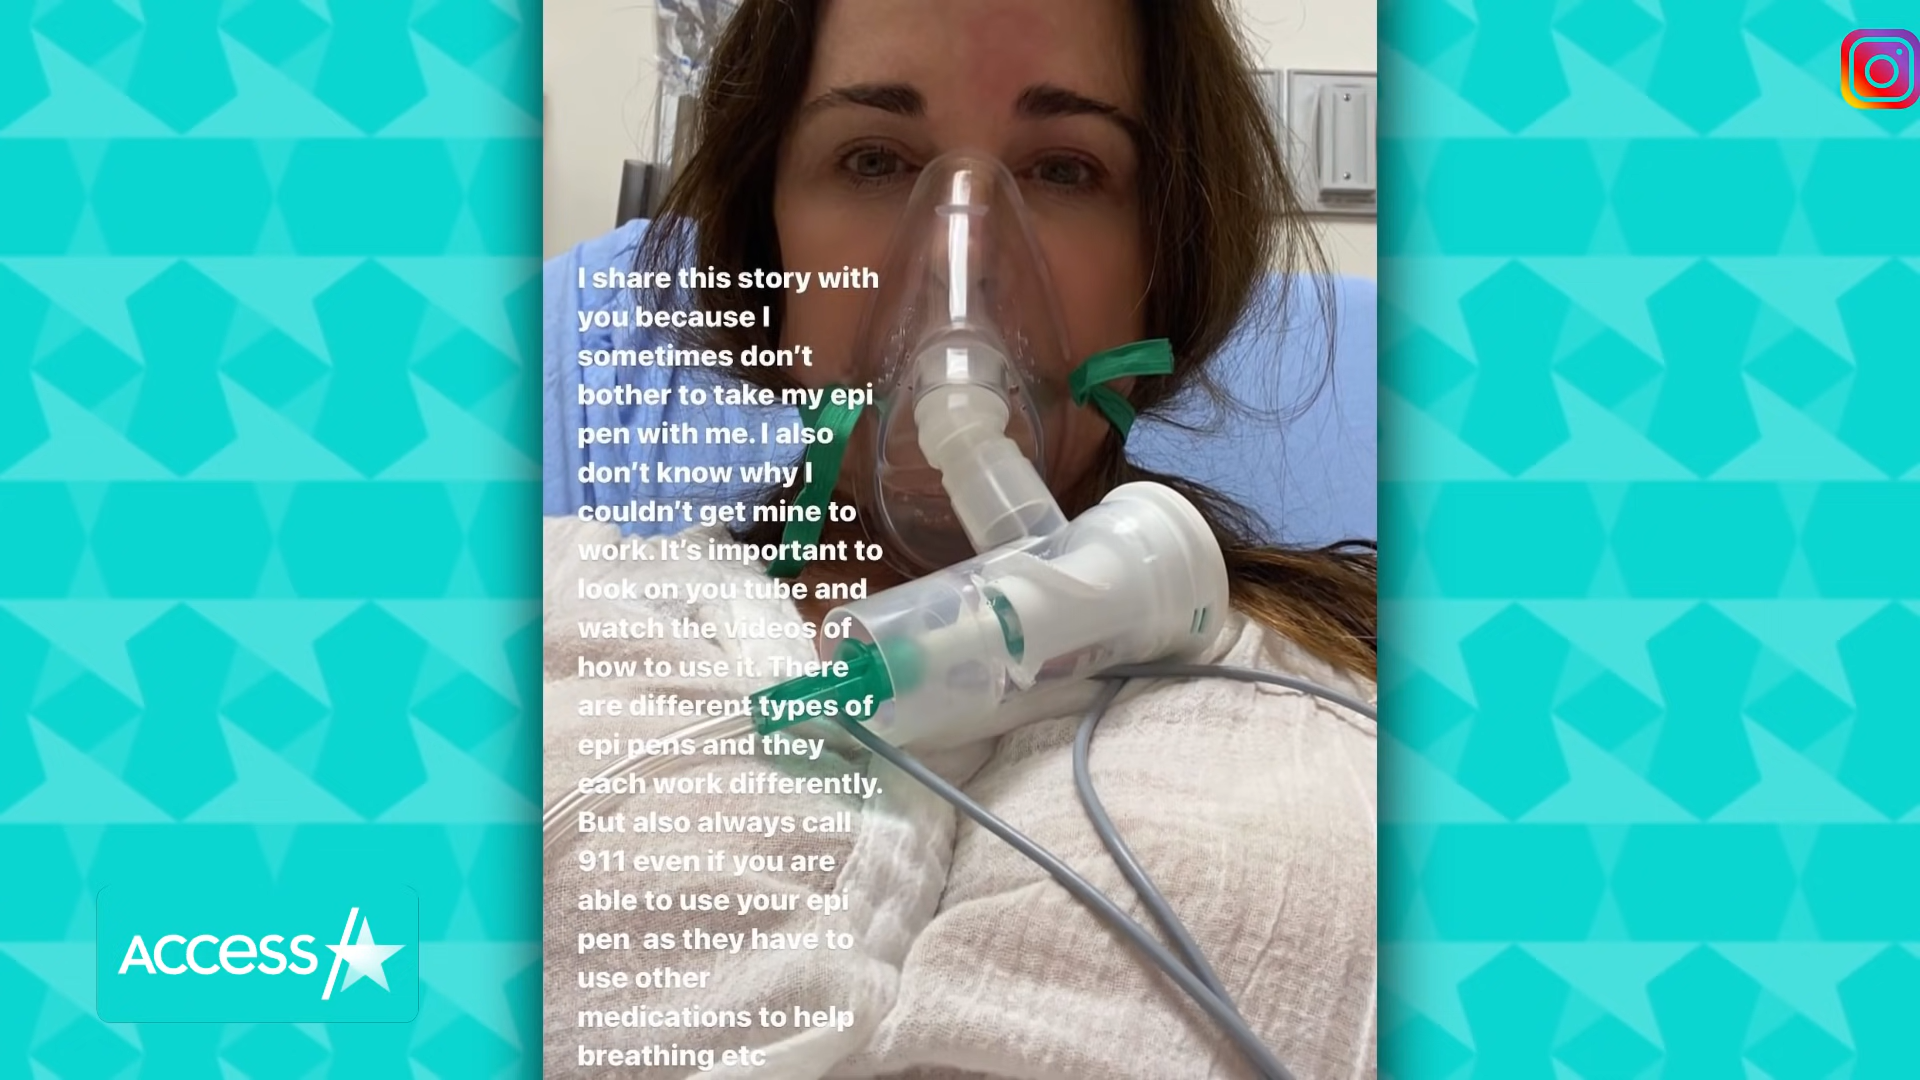 I share this story with
you because I
sometimes don't
bother to take my epi
pen with me. I also
don't know why I
couldn't get mine to
work. It's important to
look on you tube and
watch the videos of
how to use it. There
are different types of
epi pens and they
each work differently.
But also always call
911 even if you are
able to use your epi
pen  as they have to
use other
medications to help
breathing etc
ACCESS